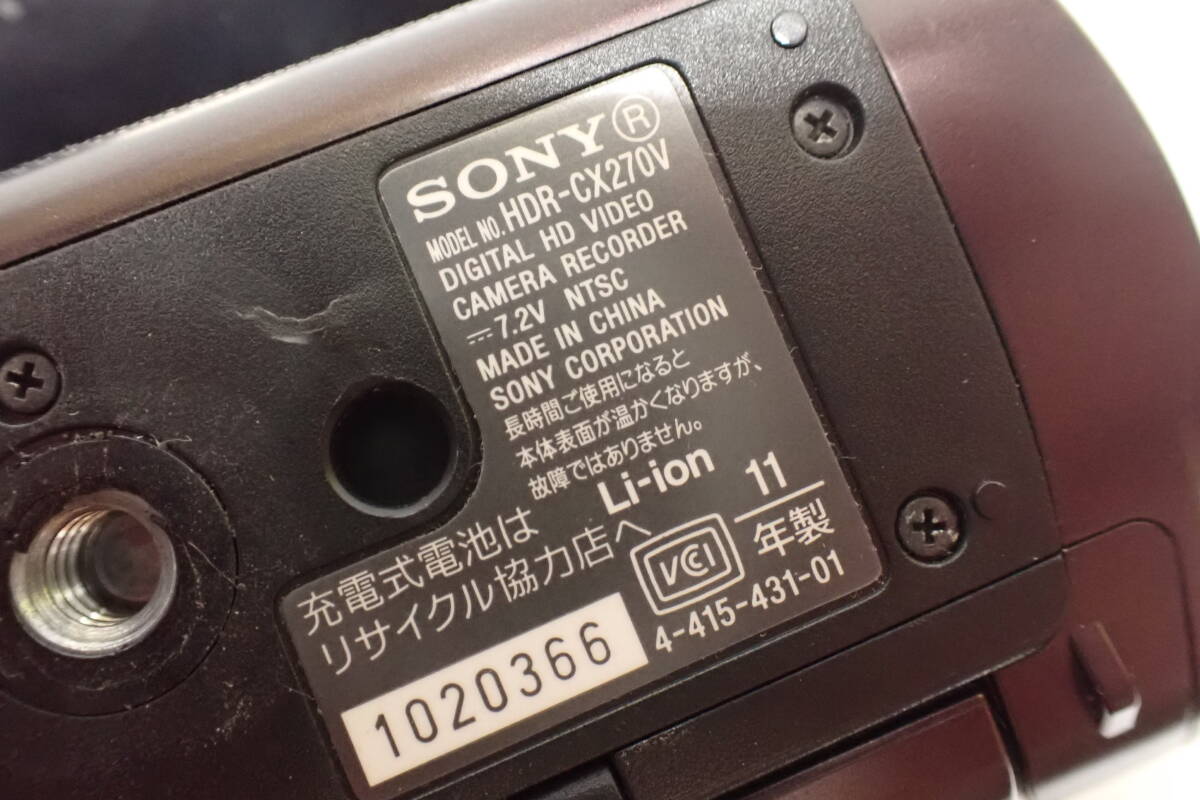 SONY®
MODEL NO. HDR-CX270V
DIGITAL HD VIDEO
CAMERA RECORDER
⎓7.2V NTSC
MADE IN CHINA
SONY CORPORATION
長時間ご使用になると
本体表面が温かくなりますが、
故障ではありません。
Li-ion
充電式電池は
リサイクル協力店へ
VCI
11
年製
4-415-431-01
1020366